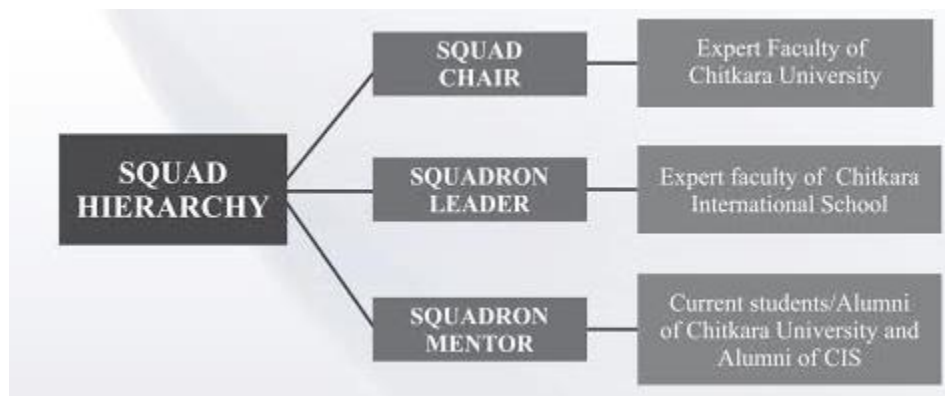 SQUAD
HIERARCHY
SQUAD
CHAIR
Expert Faculty of
Chitkara University
SQUADRON
LEADER
Expert faculty of Chitkara
International School
SQUADRON
MENTOR
Current students/Alumni
of Chitkara University and
Alumni of CIS